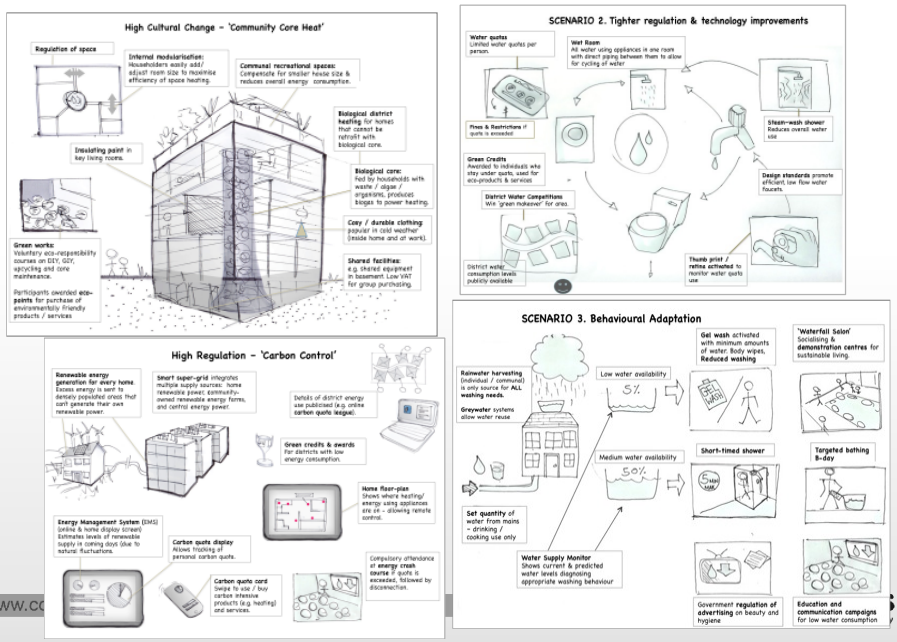 High Cultural Change – 'Community Core Heat'
Regulation of space
Internal modularisation:
Householders easily add/
adjust room size to maximise
efficiency of space heating.
Communal recreational spaces:
Compensate for smaller house size &
reduces overall energy consumption.
Biological district
heating for homes
that cannot be
retrofit with
biological core.
Insulating paint in
key living rooms.
Biological core:
Fed by households with
waste / algae /
organisms, produces
biogas to power heating.
Cosy / durable clothing:
popular in cold weather
(inside home and at work).
Green works:
Voluntary eco-responsibility
courses on DIY, GIY,
upcycling and core
maintenance.
Participants awarded eco-
points for purchase of
environmentally friendly
products / services
Shared facilities:
e.g. shared equipment
in basement. Low VAT
for group purchasing.
SCENARIO 2. Tighter regulation & technology improvements
Water quotas
Limited water quotas per
person.
Wet Room
All water using appliances in one room
with direct piping between them to allow
for cycling of water
Fines & Restrictions if
quota is exceeded
Steam-wash shower
Reduces overall water
use
Green Credits
Awarded to individuals who
stay under quota, used for
eco-products & services
Design standards promote
efficient, low flow water
faucets.
District Water Competitions
Win 'green makeover' for area.
District water
consumption levels
publicly available
Thumb print /
retina activated to
monitor water quota
use
High Regulation – 'Carbon Control'
Renewable energy
generation for every home.
Excess energy is sent to
densely populated areas that
can't generate their own
renewable power.
Smart super-grid integrates
multiple supply sources: home
renewable power, community-
owned renewable energy farms,
and central energy power.
Details of district energy
use publicised (e.g. online
carbon quota league).
Green credits & awards
For districts with low
energy consumption.
Home floor-plan
Shows where heating/
energy using appliances
are on – allowing remote
control.
Energy Management System (EMS)
(online & home display screen)
Estimates levels of renewable
supply in coming days (due to
natural fluctuations.
Carbon quota display
Allows tracking of
personal carbon quota.
Carbon quota card
Swipe to use / buy
carbon intensive
products (e.g. heating)
and services.
Compulsory attendance
at energy crash
course if quota is
exceeded, followed by
disconnection.
SCENARIO 3. Behavioural Adaptation
Rainwater harvesting
(individual / communal)
is only source for ALL
washing needs.
Greywater systems
allow water reuse
Low water availability
5%
Gel wash activated
with minimum amounts
of water. Body wipes,
Reduced washing
'Waterfall Salon'
Socialising &
demonstration centres for
sustainable living.
Medium water availability
50%
Short-timed shower
5 MIN
Targeted bathing
B-day
Set quantity of
water from mains
– drinking /
cooking use only
Water Supply Monitor
Shows current & predicted
water levels diagnosing
appropriate washing behaviour
Government regulation of
advertising on beauty and
hygiene
Education and
communication campaigns
for low water consumption